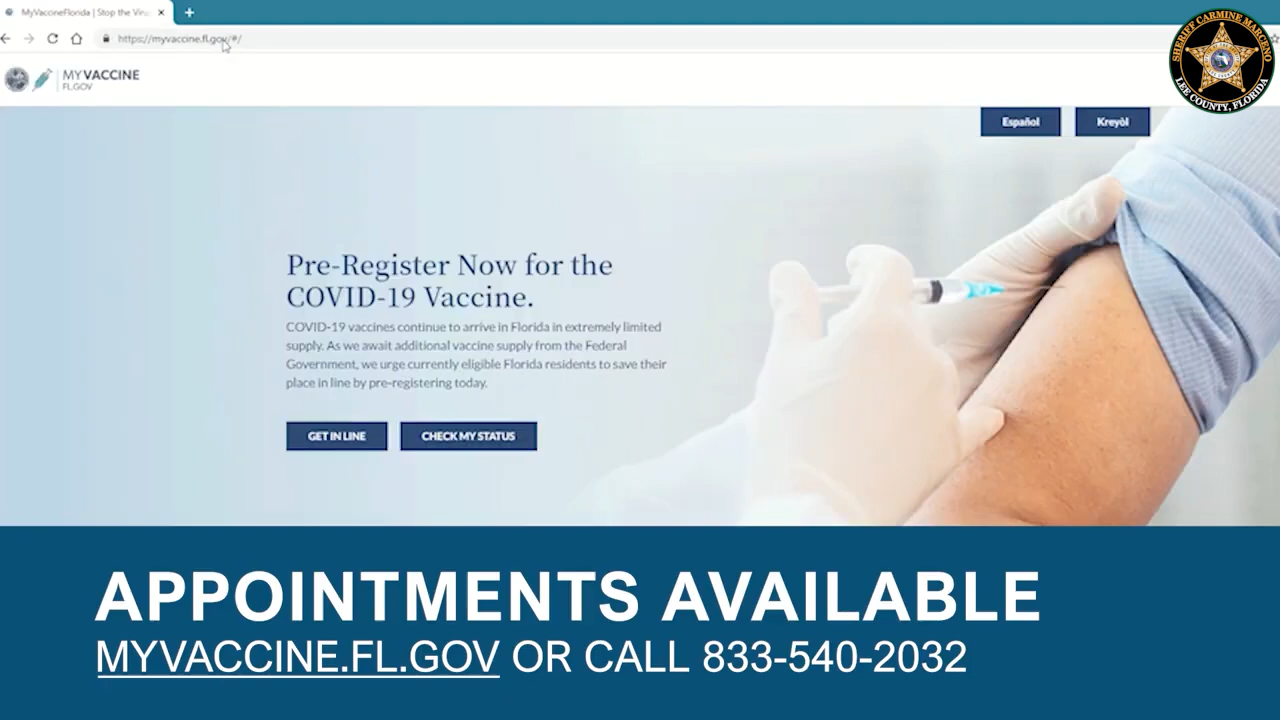 MyVaccineFlorida | Stop the Viru
https://myvaccine.fl.gov/#/
MY VACCINE
FL.GOV
SHERIFF CARMINE MARCENO
LEE COUNTY, FLORIDA
Español
Kreyòl
Pre-Register Now for the
COVID-19 Vaccine.
COVID-19 vaccines continue to arrive in Florida in extremely limited
supply. As we await additional vaccine supply from the Federal
Government, we urge currently eligible Florida residents to save their
place in line by pre-registering today.
GET IN LINE
CHECK MY STATUS
APPOINTMENTS AVAILABLE
MYVACCINE.FL.GOV OR CALL 833-540-2032